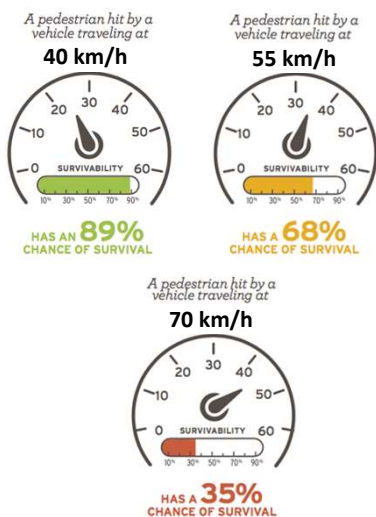 A pedestrian hit by a
vehicle traveling at
40 km/h
0 10 20 30 40 50 60
SURVIVABILITY
10% 30% 50% 70% 90%
HAS AN 89%
CHANCE OF SURVIVAL
A pedestrian hit by a
vehicle traveling at
55 km/h
0 10 20 30 40 50 60
SURVIVABILITY
10% 30% 50% 70% 90%
HAS A 68%
CHANCE OF SURVIVAL
A pedestrian hit by a
vehicle traveling at
70 km/h
0 10 20 30 40 50 60
SURVIVABILITY
10% 30% 50% 70% 90%
HAS A 35%
CHANCE OF SURVIVAL